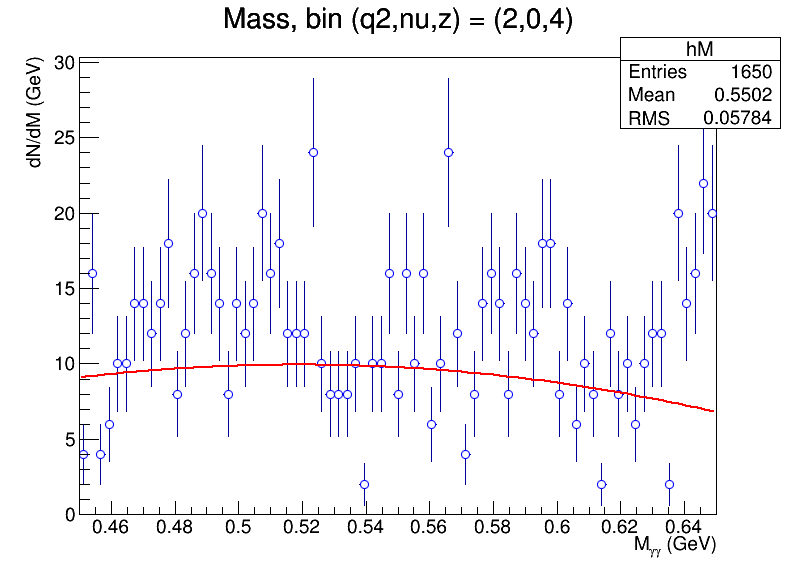 Mass, bin (q2,nu,z) = (2,0,4)
hM
Entries 1650
Mean 0.5502
RMS 0.05784
dN/dM (GeV)
30
25
20
15
10
5
0
0.46 0.48 0.5 0.52 0.54 0.56 0.58 0.6 0.62 0.64
Mγγ (GeV)